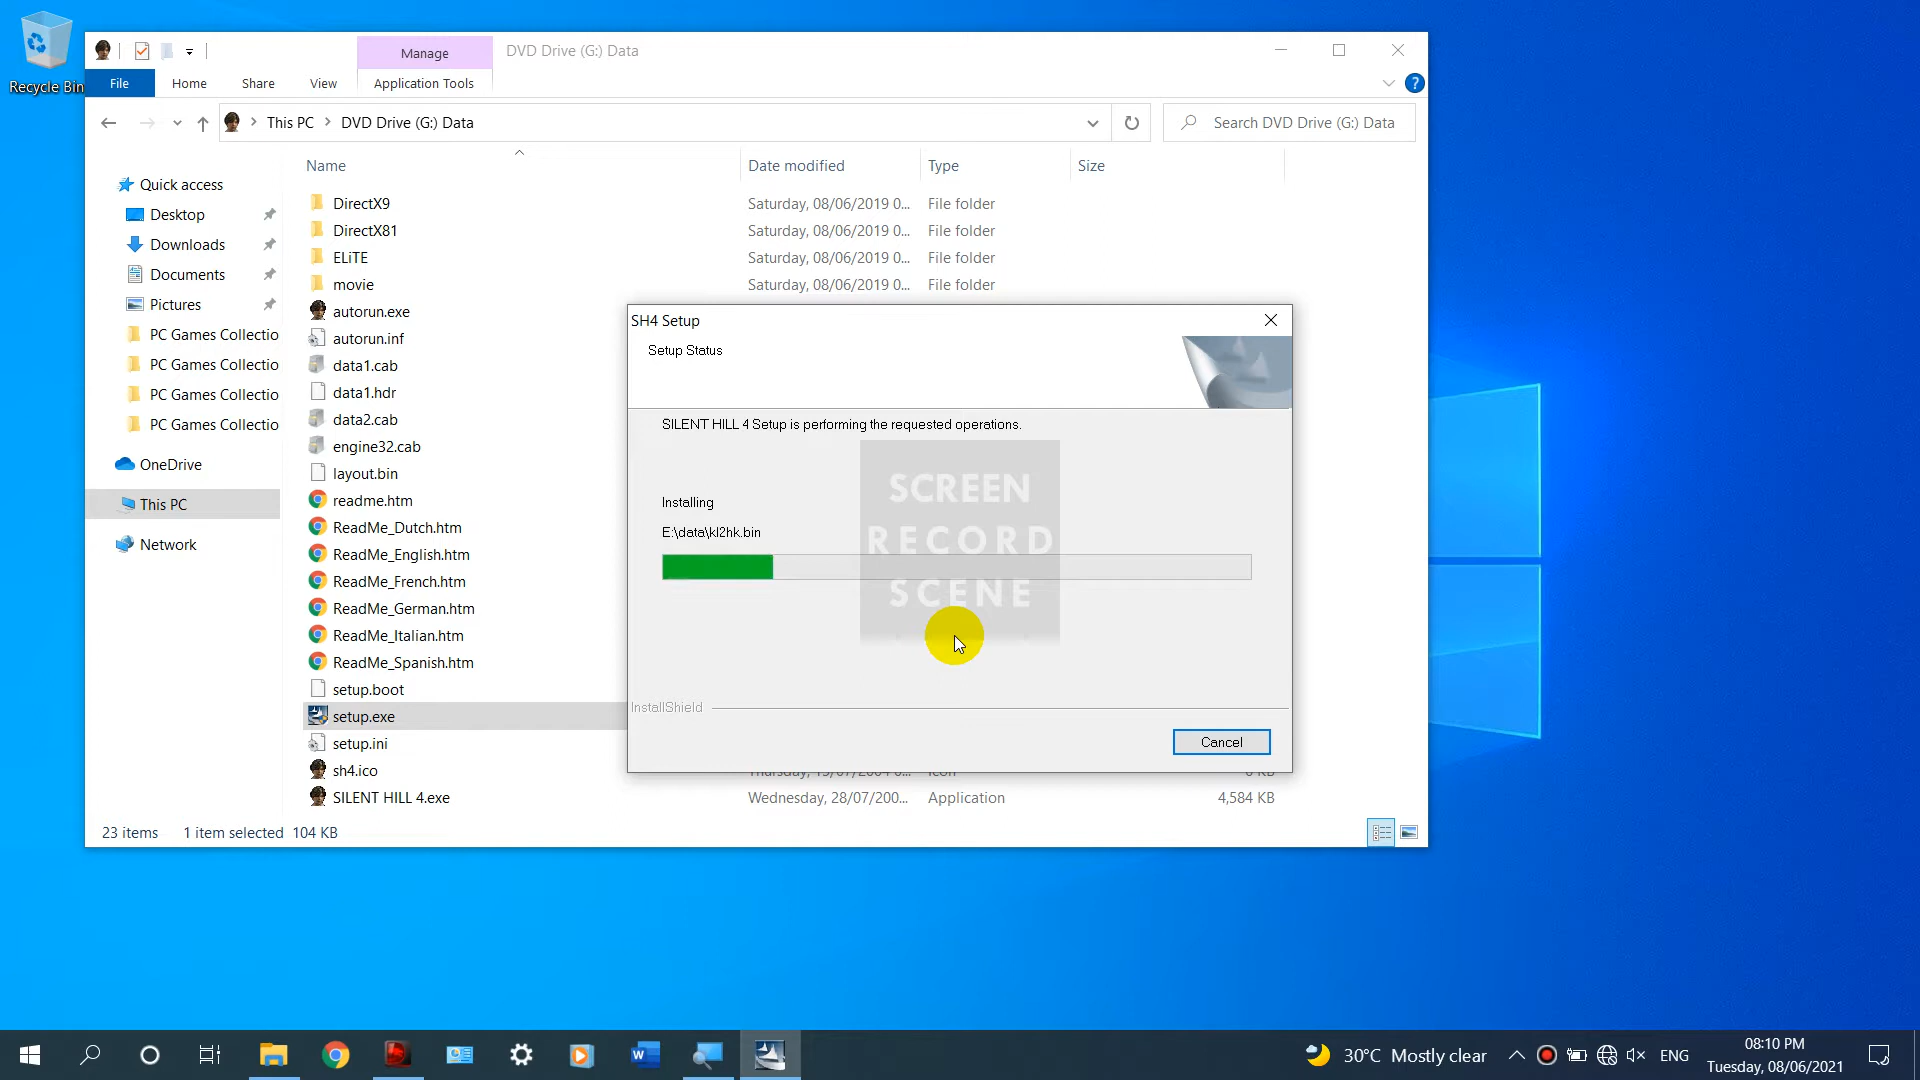 Recycle Bin
Manage
DVD Drive (G:) Data
File
Home
Share
View
Application Tools
This PC
DVD Drive (G:) Data
Search DVD Drive (G:) Data
Name
Date modified
Type
Size
Quick access
Desktop
Downloads
Documents
Pictures
PC Games Collectio
PC Games Collectio
PC Games Collectio
PC Games Collectio
OneDrive
This PC
Network
DirectX9
Saturday, 08/06/2019 0...
File folder
DirectX81
Saturday, 08/06/2019 0...
File folder
ELiTE
Saturday, 08/06/2019 0...
File folder
movie
Saturday, 08/06/2019 0...
File folder
autorun.exe
autorun.inf
data1.cab
data1.hdr
data2.cab
engine32.cab
layout.bin
readme.htm
ReadMe_Dutch.htm
ReadMe_English.htm
ReadMe_French.htm
ReadMe_German.htm
ReadMe_Italian.htm
ReadMe_Spanish.htm
setup.boot
setup.exe
setup.ini
sh4.ico
SILENT HILL 4.exe
Wednesday, 28/07/200...
Application
4,584 KB
23 items
1 item selected
104 KB
SH4 Setup
Setup Status
SILENT HILL 4 Setup is performing the requested operations.
Installing
E:\data\kl2hk.bin
SCREEN
RECORD
SCENE
InstallShield
Cancel
30°C Mostly clear
ENG
08:10 PM
Tuesday, 08/06/2021